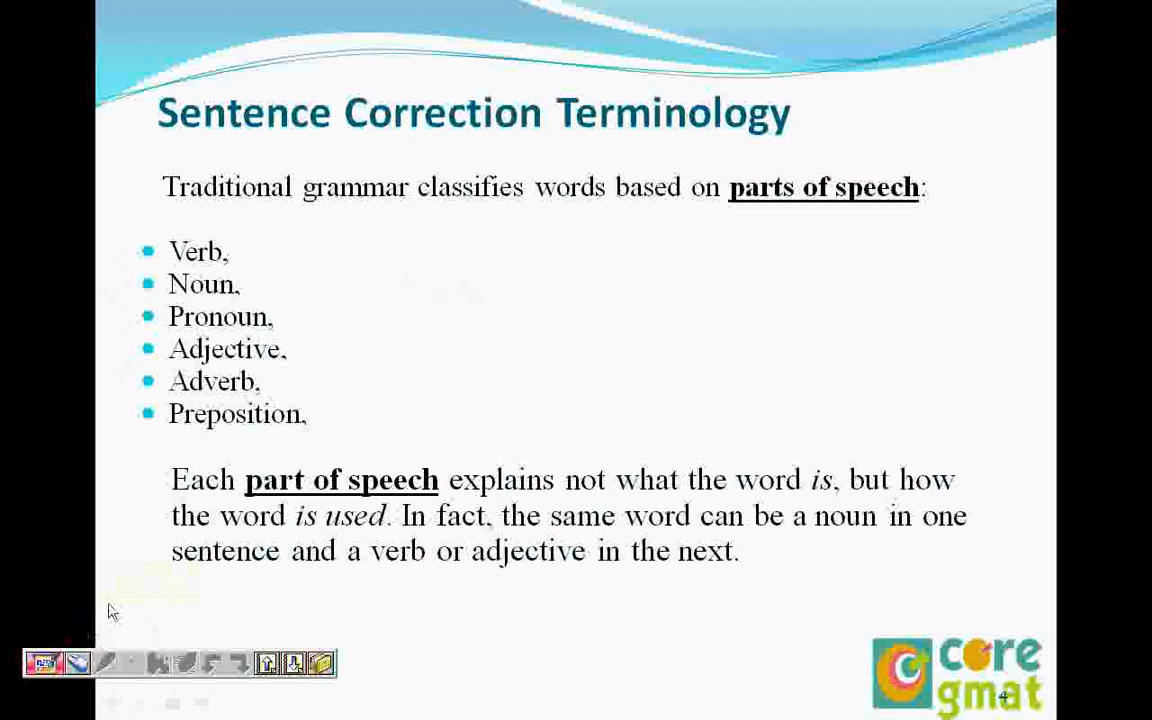 Sentence Correction Terminology
Traditional grammar classifies words based on parts of speech:
Verb,
Noun,
Pronoun,
Adjective,
Adverb,
Preposition,
Each part of speech explains not what the word is, but how
the word is used. In fact, the same word can be a noun in one
sentence and a verb or adjective in the next.
core
gmat
4